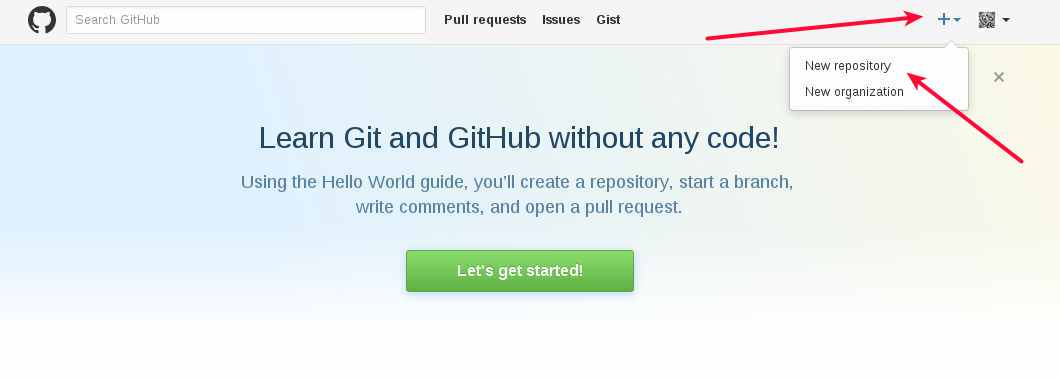 Search GitHub
Pull requests Issues Gist
New repository
New organization
Learn Git and GitHub without any code!
Using the Hello World guide, you’ll create a repository, start a branch,
write comments, and open a pull request.
Let’s get started!